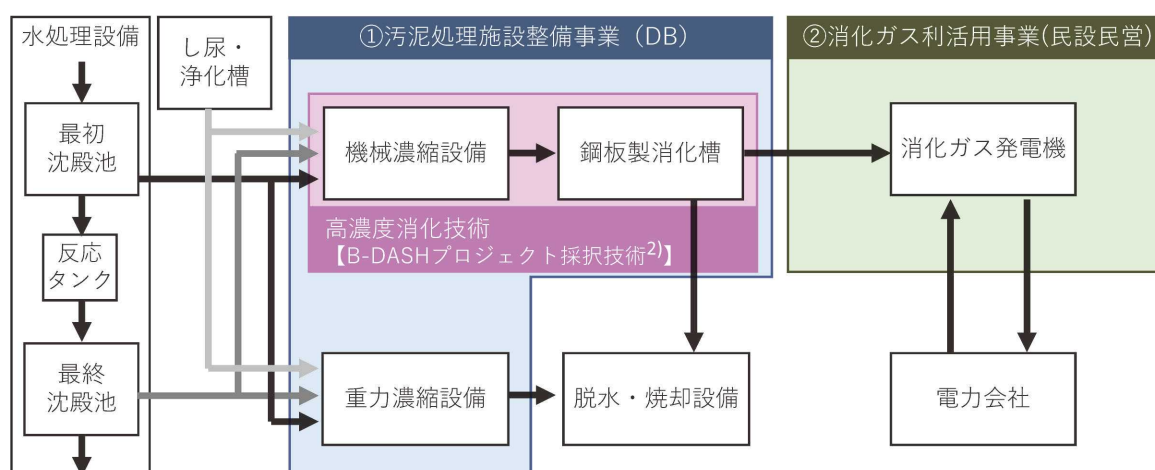 水処理設備
最初
沈殿池
反応
タンク
最終
沈殿池
し尿・
浄化槽
①汚泥処理施設整備事業（DB）
機械濃縮設備
鋼板製消化槽
高濃度消化技術
【B-DASHプロジェクト採択技術2)】
重力濃縮設備
脱水・焼却設備
②消化ガス利活用事業(民設民営)
消化ガス発電機
電力会社